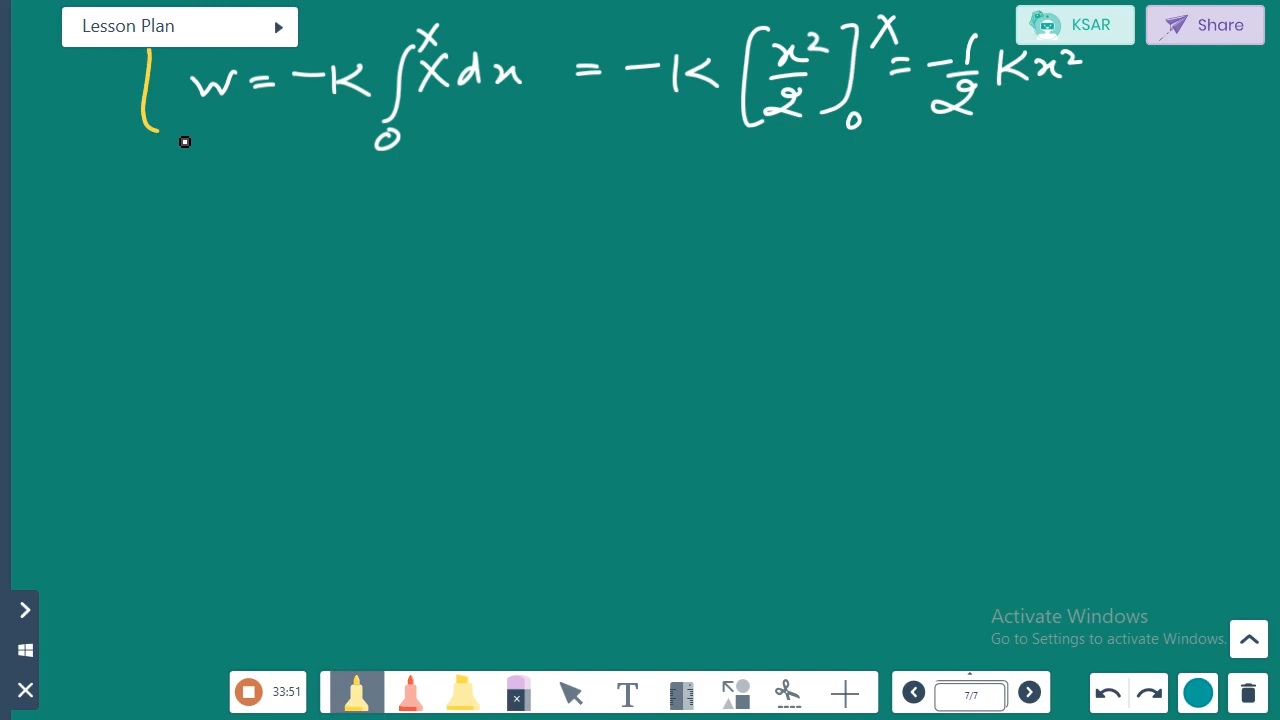 Lesson Plan
KSAR
Share
W = -K ∫₀ˣ X dx = -K [x²/2]₀ˣ = -1/2 Kx²
Activate Windows
Go to Settings to activate Windows.
33:51
T
7/7